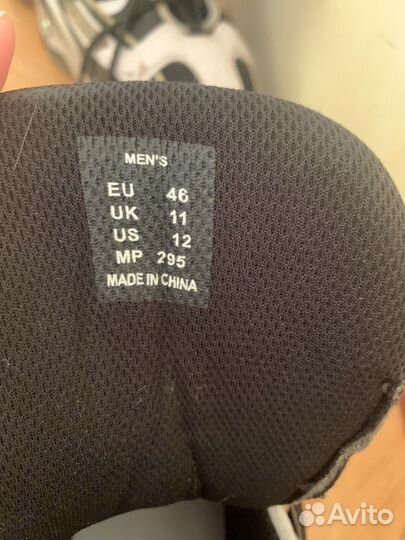 MEN'S
EU 46
UK 11
US 12
MP 295
MADE IN CHINA
Avito